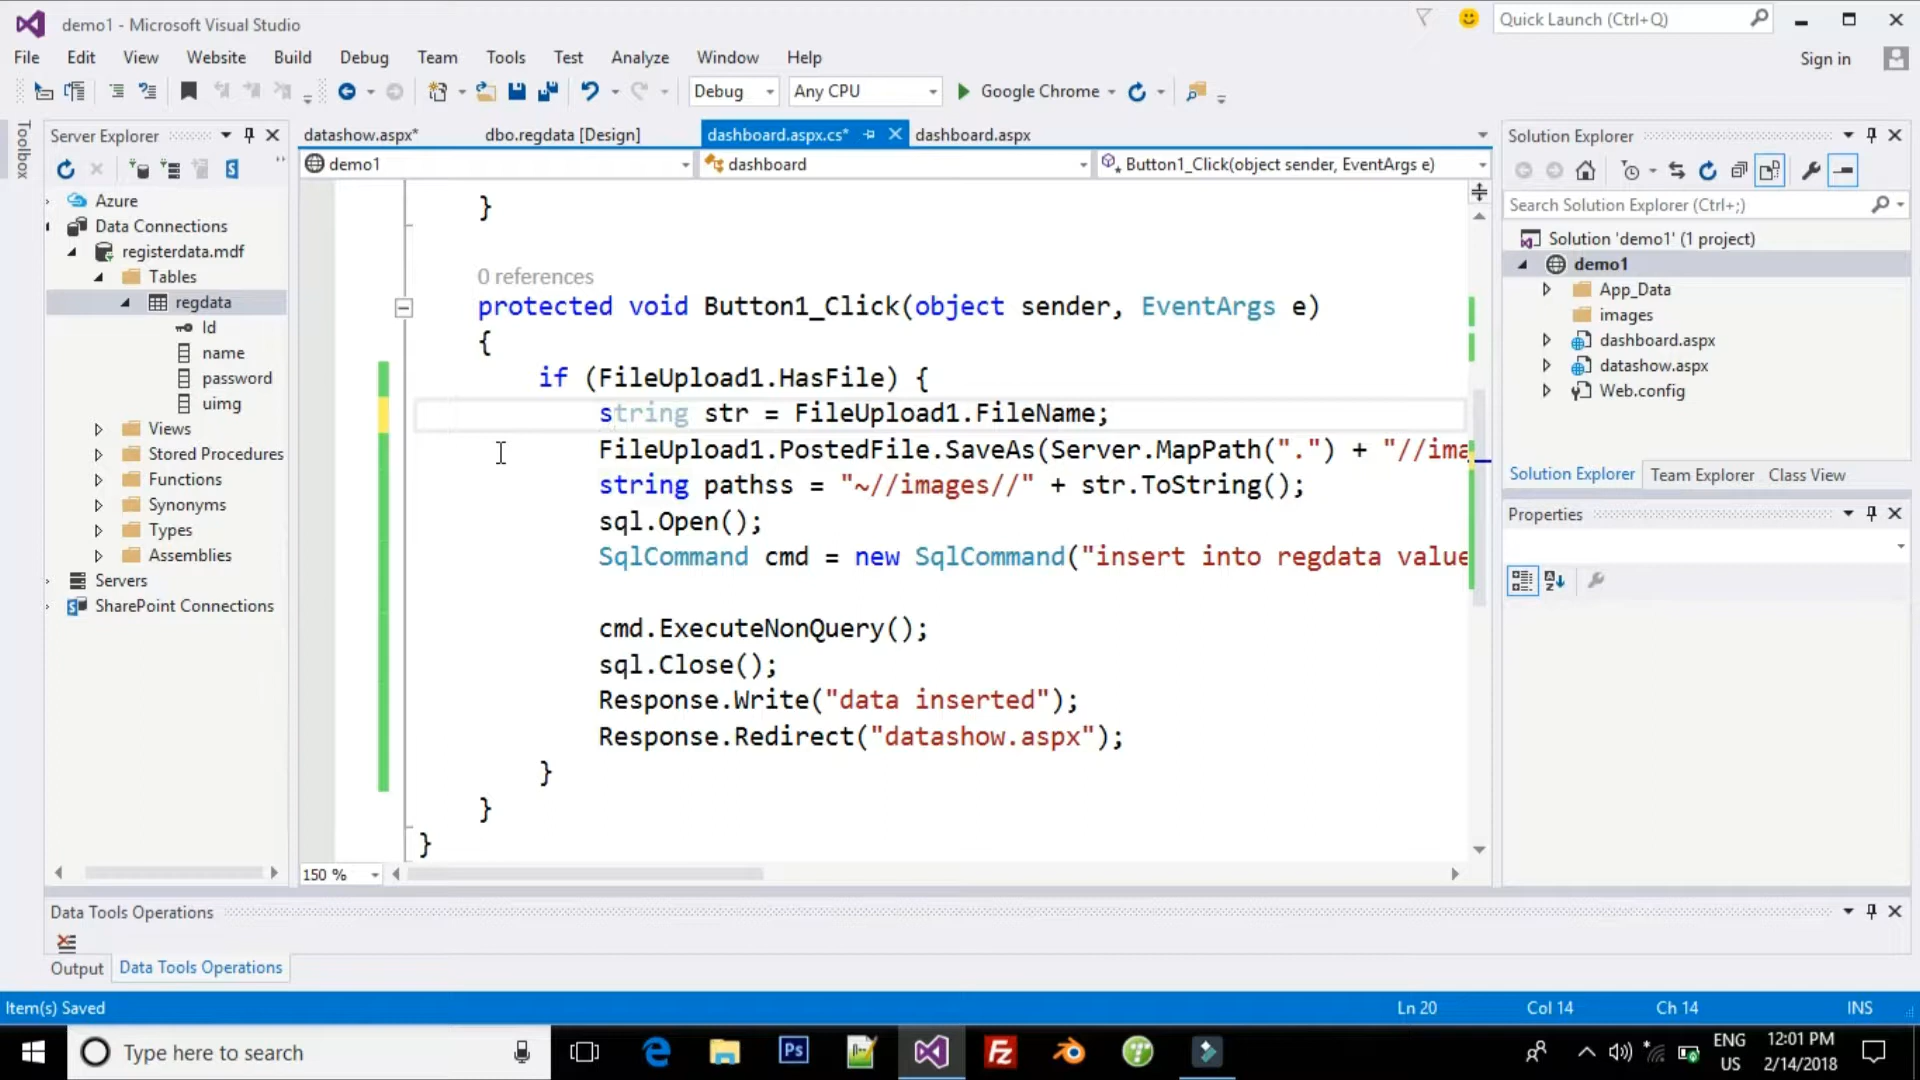 demo1 - Microsoft Visual Studio
Quick Launch (Ctrl+Q)
File Edit View Website Build Debug Team Tools Test Analyze Window Help
Sign in
Debug Any CPU Google Chrome
Toolbox
Server Explorer
Azure
Data Connections
registerdata.mdf
Tables
regdata
Id
name
password
uimg
Views
Stored Procedures
Functions
Synonyms
Types
Assemblies
Servers
SharePoint Connections
datashow.aspx* dbo.regdata [Design] dashboard.aspx.cs* dashboard.aspx
demo1 dashboard Button1_Click(object sender, EventArgs e)
}
0 references
protected void Button1_Click(object sender, EventArgs e)
{
if (FileUpload1.HasFile) {
string str = FileUpload1.FileName;
FileUpload1.PostedFile.SaveAs(Server.MapPath(".") + "//ima
string pathss = "~//images//" + str.ToString();
sql.Open();
SqlCommand cmd = new SqlCommand("insert into regdata value
cmd.ExecuteNonQuery();
sql.Close();
Response.Write("data inserted");
Response.Redirect("datashow.aspx");
}
}
}
150 %
Solution Explorer
Search Solution Explorer (Ctrl+;)
Solution 'demo1' (1 project)
demo1
App_Data
images
dashboard.aspx
datashow.aspx
Web.config
Solution Explorer Team Explorer Class View
Properties
Data Tools Operations
Output Data Tools Operations
Item(s) Saved Ln 20 Col 14 Ch 14 INS
Type here to search
Ps
Fz
ENG
US
12:01 PM
2/14/2018